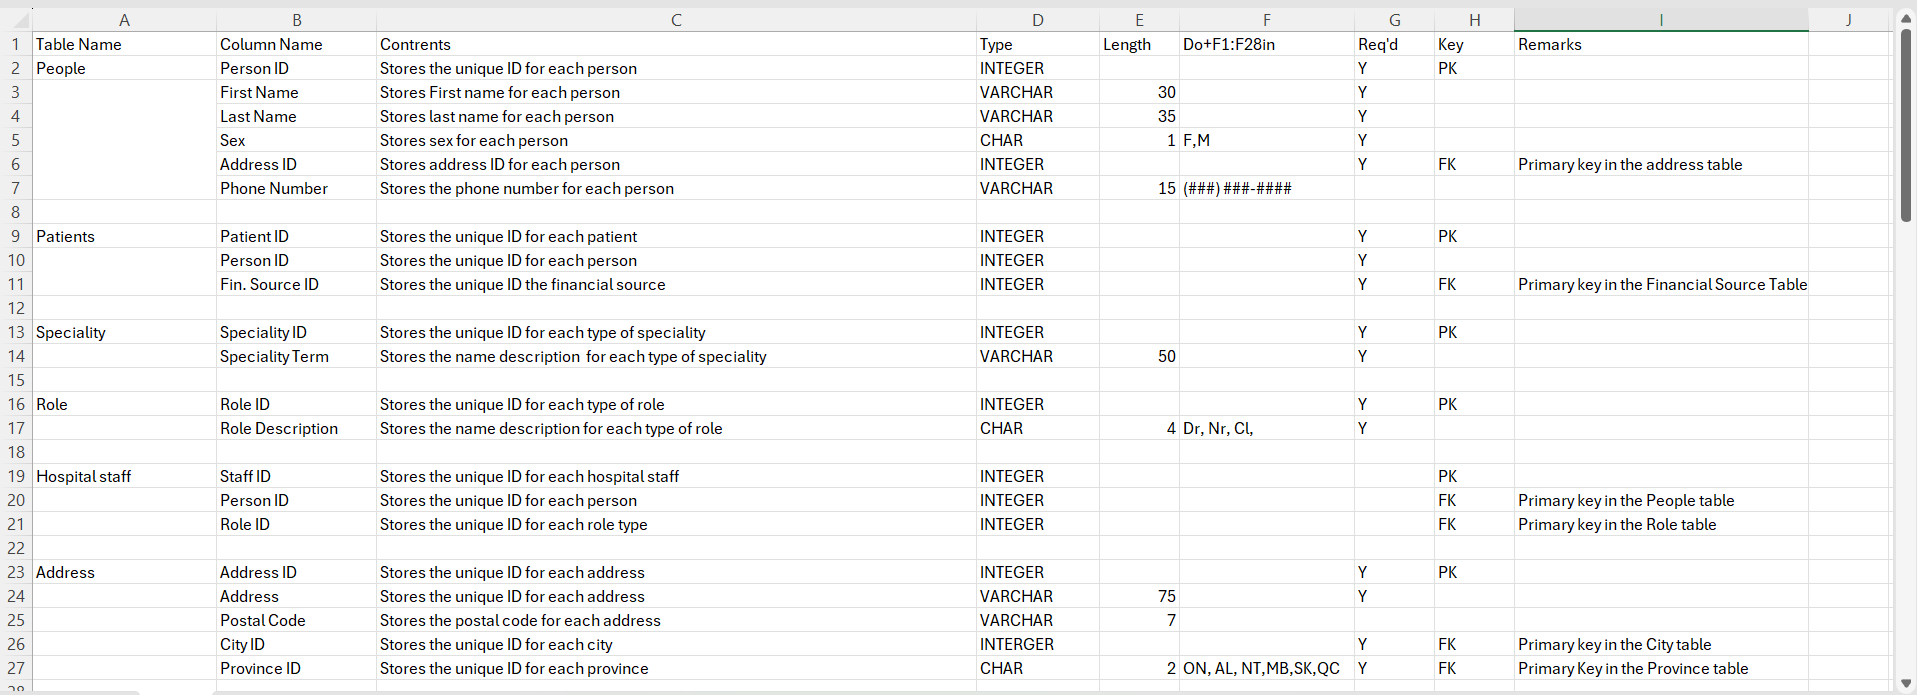 A B C D E F G H I J
1 Table Name Column Name Contrents Type Length Do+F1:F28in Req'd Key Remarks
2 People Person ID Stores the unique ID for each person INTEGER Y PK
3 First Name Stores First name for each person VARCHAR 30 Y
4 Last Name Stores last name for each person VARCHAR 35 Y
5 Sex Stores sex for each person CHAR 1 F,M Y
6 Address ID Stores address ID for each person INTEGER Y FK Primary key in the address table
7 Phone Number Stores the phone number for each person VARCHAR 15 (###) ###-####
8
9 Patients Patient ID Stores the unique ID for each patient INTEGER Y PK
10 Person ID Stores the unique ID for each person INTEGER Y
11 Fin. Source ID Stores the unique ID the financial source INTEGER Y FK Primary key in the Financial Source Table
12
13 Speciality Speciality ID Stores the unique ID for each type of speciality INTEGER Y PK
14 Speciality Term Stores the name description for each type of speciality VARCHAR 50 Y
15
16 Role Role ID Stores the unique ID for each type of role INTEGER Y PK
17 Role Description Stores the name description for each type of role CHAR 4 Dr, Nr, Cl, Y
18
19 Hospital staff Staff ID Stores the unique ID for each hospital staff INTEGER PK
20 Person ID Stores the unique ID for each person INTEGER FK Primary key in the People table
21 Role ID Stores the unique ID for each role type INTEGER FK Primary key in the Role table
22
23 Address Address ID Stores the unique ID for each address INTEGER Y PK
24 Address Stores the unique ID for each address VARCHAR 75 Y
25 Postal Code Stores the postal code for each address VARCHAR 7
26 City ID Stores the unique ID for each city INTERGER Y FK Primary key in the City table
27 Province ID Stores the unique ID for each province CHAR 2 ON, AL, NT,MB,SK,QC Y FK Primary Key in the Province table
28